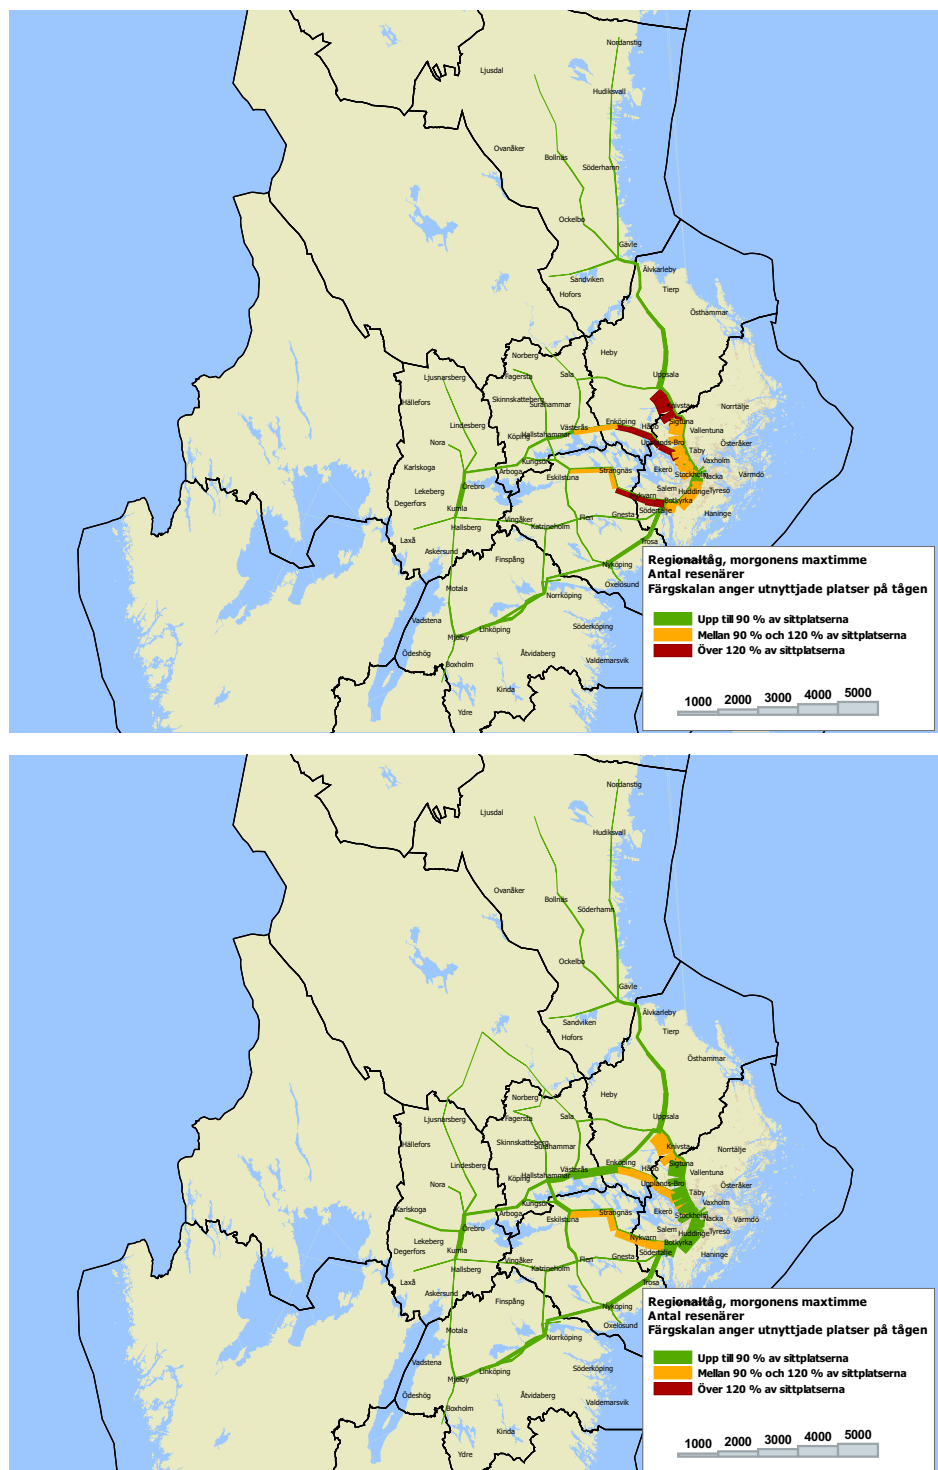 Nordanstig
Ljusdal
Hudiksvall
Ovanåker
Bollnäs
Söderhamn
Ockelbo
Gävle
Älvkarleby
Sandviken
Tierp
Hofors
Östhammar
Heby
Norberg
Ljusnarsberg
Fagersta
Sala
Uppsala
Hällefors
Skinnskatteberg
Surahammar
Knivsta
Norrtälje
Lindesberg
Sigtuna
Enköping
Håbo
Vallentuna
Västerås
Nora
Köping
Hallstahammar
Upplands-Bro
Österåker
Täby
Karlskoga
Kungsör
Vaxholm
Arboga
Eskilstuna
Strängnäs
Ekerö
Stockholm
Nacka
Värmdö
Örebro
Lekeberg
Salem
Huddinge
Tyresö
Nykvarn
Botkyrka
Degerfors
Kumla
Södertälje
Haninge
Gnesta
Vingåker
Flen
Hallsberg
Katrineholm
Laxå
Askersund
Trosa
Finspång
Nyköping
Motala
Oxelösund
Norrköping
Vadstena
Linköping
Söderköping
Mjölby
Ödeshög
Åtvidaberg
Boxholm
Valdemarsvik
Kinda
Ydre
Regionaltåg, morgonens maxtimme
Antal resenärer
Färgskalan anger utnyttjade platser på tågen
Upp till 90 % av sittplatserna
Mellan 90 % och 120 % av sittplatserna
Över 120 % av sittplatserna
1000 2000 3000 4000 5000
Nordanstig
Ljusdal
Hudiksvall
Ovanåker
Bollnäs
Söderhamn
Ockelbo
Gävle
Älvkarleby
Sandviken
Tierp
Hofors
Östhammar
Heby
Norberg
Ljusnarsberg
Fagersta
Sala
Uppsala
Hällefors
Skinnskatteberg
Surahammar
Knivsta
Norrtälje
Lindesberg
Sigtuna
Enköping
Håbo
Vallentuna
Västerås
Nora
Köping
Hallstahammar
Upplands-Bro
Österåker
Täby
Karlskoga
Kungsör
Vaxholm
Arboga
Eskilstuna
Strängnäs
Ekerö
Stockholm
Nacka
Värmdö
Örebro
Lekeberg
Salem
Huddinge
Tyresö
Nykvarn
Botkyrka
Degerfors
Kumla
Södertälje
Haninge
Gnesta
Vingåker
Flen
Hallsberg
Katrineholm
Laxå
Askersund
Trosa
Finspång
Nyköping
Motala
Oxelösund
Norrköping
Vadstena
Linköping
Söderköping
Mjölby
Ödeshög
Åtvidaberg
Boxholm
Valdemarsvik
Kinda
Ydre
Regionaltåg, morgonens maxtimme
Antal resenärer
Färgskalan anger utnyttjade platser på tågen
Upp till 90 % av sittplatserna
Mellan 90 % och 120 % av sittplatserna
Över 120 % av sittplatserna
1000 2000 3000 4000 5000